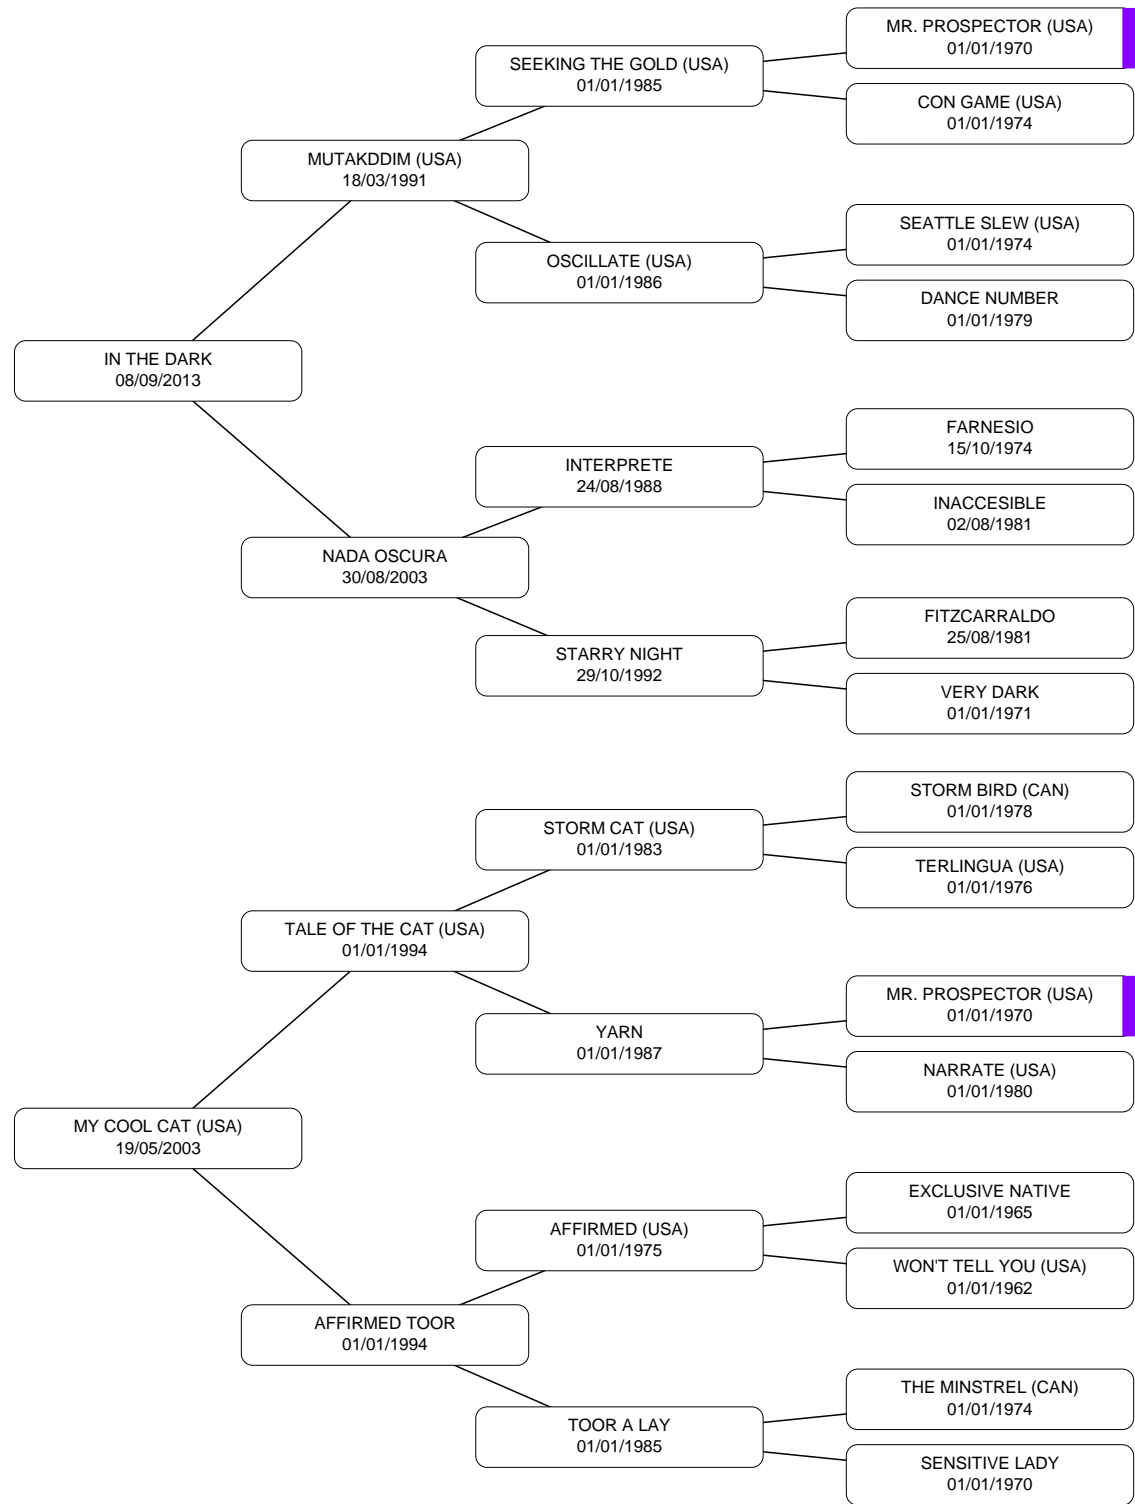 MR. PROSPECTOR (USA)
01/01/1970
SEEKING THE GOLD (USA)
01/01/1985
CON GAME (USA)
01/01/1974
MUTAKDDIM (USA)
18/03/1991
SEATTLE SLEW (USA)
01/01/1974
OSCILLATE (USA)
01/01/1986
DANCE NUMBER
01/01/1979
IN THE DARK
08/09/2013
FARNESIO
15/10/1974
INTERPRETE
24/08/1988
INACCESIBLE
02/08/1981
NADA OSCURA
30/08/2003
FITZCARRALDO
25/08/1981
STARRY NIGHT
29/10/1992
VERY DARK
01/01/1971
STORM BIRD (CAN)
01/01/1978
STORM CAT (USA)
01/01/1983
TERLINGUA (USA)
01/01/1976
TALE OF THE CAT (USA)
01/01/1994
MR. PROSPECTOR (USA)
01/01/1970
YARN
01/01/1987
NARRATE (USA)
01/01/1980
MY COOL CAT (USA)
19/05/2003
EXCLUSIVE NATIVE
01/01/1965
AFFIRMED (USA)
01/01/1975
WON'T TELL YOU (USA)
01/01/1962
AFFIRMED TOOR
01/01/1994
THE MINSTREL (CAN)
01/01/1974
TOOR A LAY
01/01/1985
SENSITIVE LADY
01/01/1970